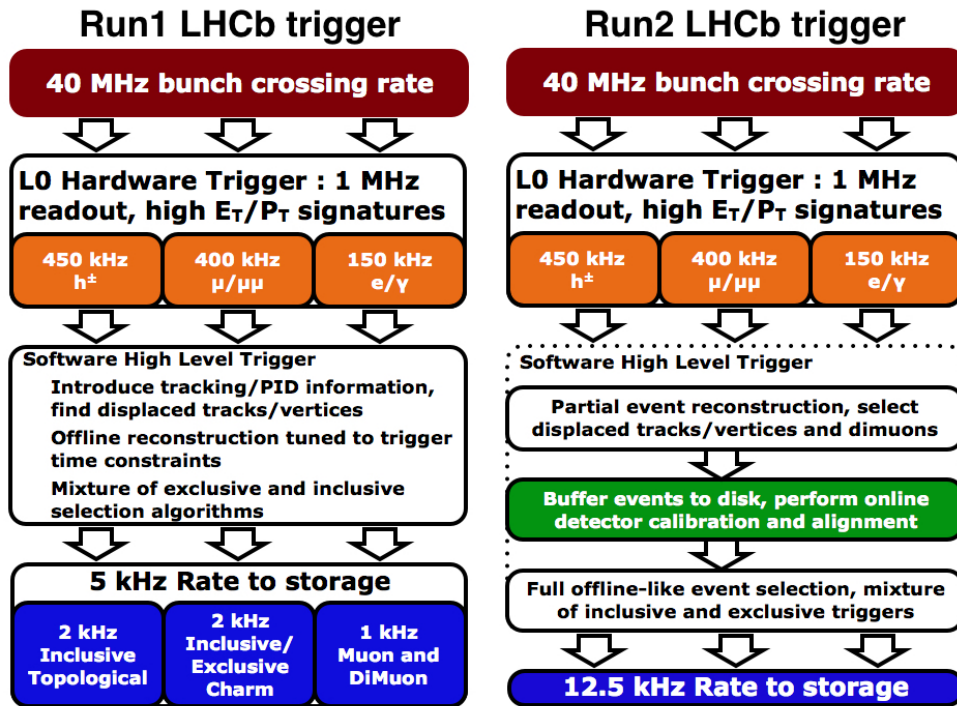 Run1 LHCb trigger
40 MHz bunch crossing rate
L0 Hardware Trigger : 1 MHz
readout, high E_T/P_T signatures
450 kHz
h±
400 kHz
μ/μμ
150 kHz
e/γ
Software High Level Trigger
Introduce tracking/PID information,
find displaced tracks/vertices
Offline reconstruction tuned to trigger
time constraints
Mixture of exclusive and inclusive
selection algorithms
5 kHz Rate to storage
2 kHz
Inclusive
Topological
2 kHz
Inclusive/
Exclusive
Charm
1 kHz
Muon and
DiMuon
Run2 LHCb trigger
40 MHz bunch crossing rate
L0 Hardware Trigger : 1 MHz
readout, high E_T/P_T signatures
450 kHz
h±
400 kHz
μ/μμ
150 kHz
e/γ
Software High Level Trigger
Partial event reconstruction, select
displaced tracks/vertices and dimuons
Buffer events to disk, perform online
detector calibration and alignment
Full offline-like event selection, mixture
of inclusive and exclusive triggers
12.5 kHz Rate to storage